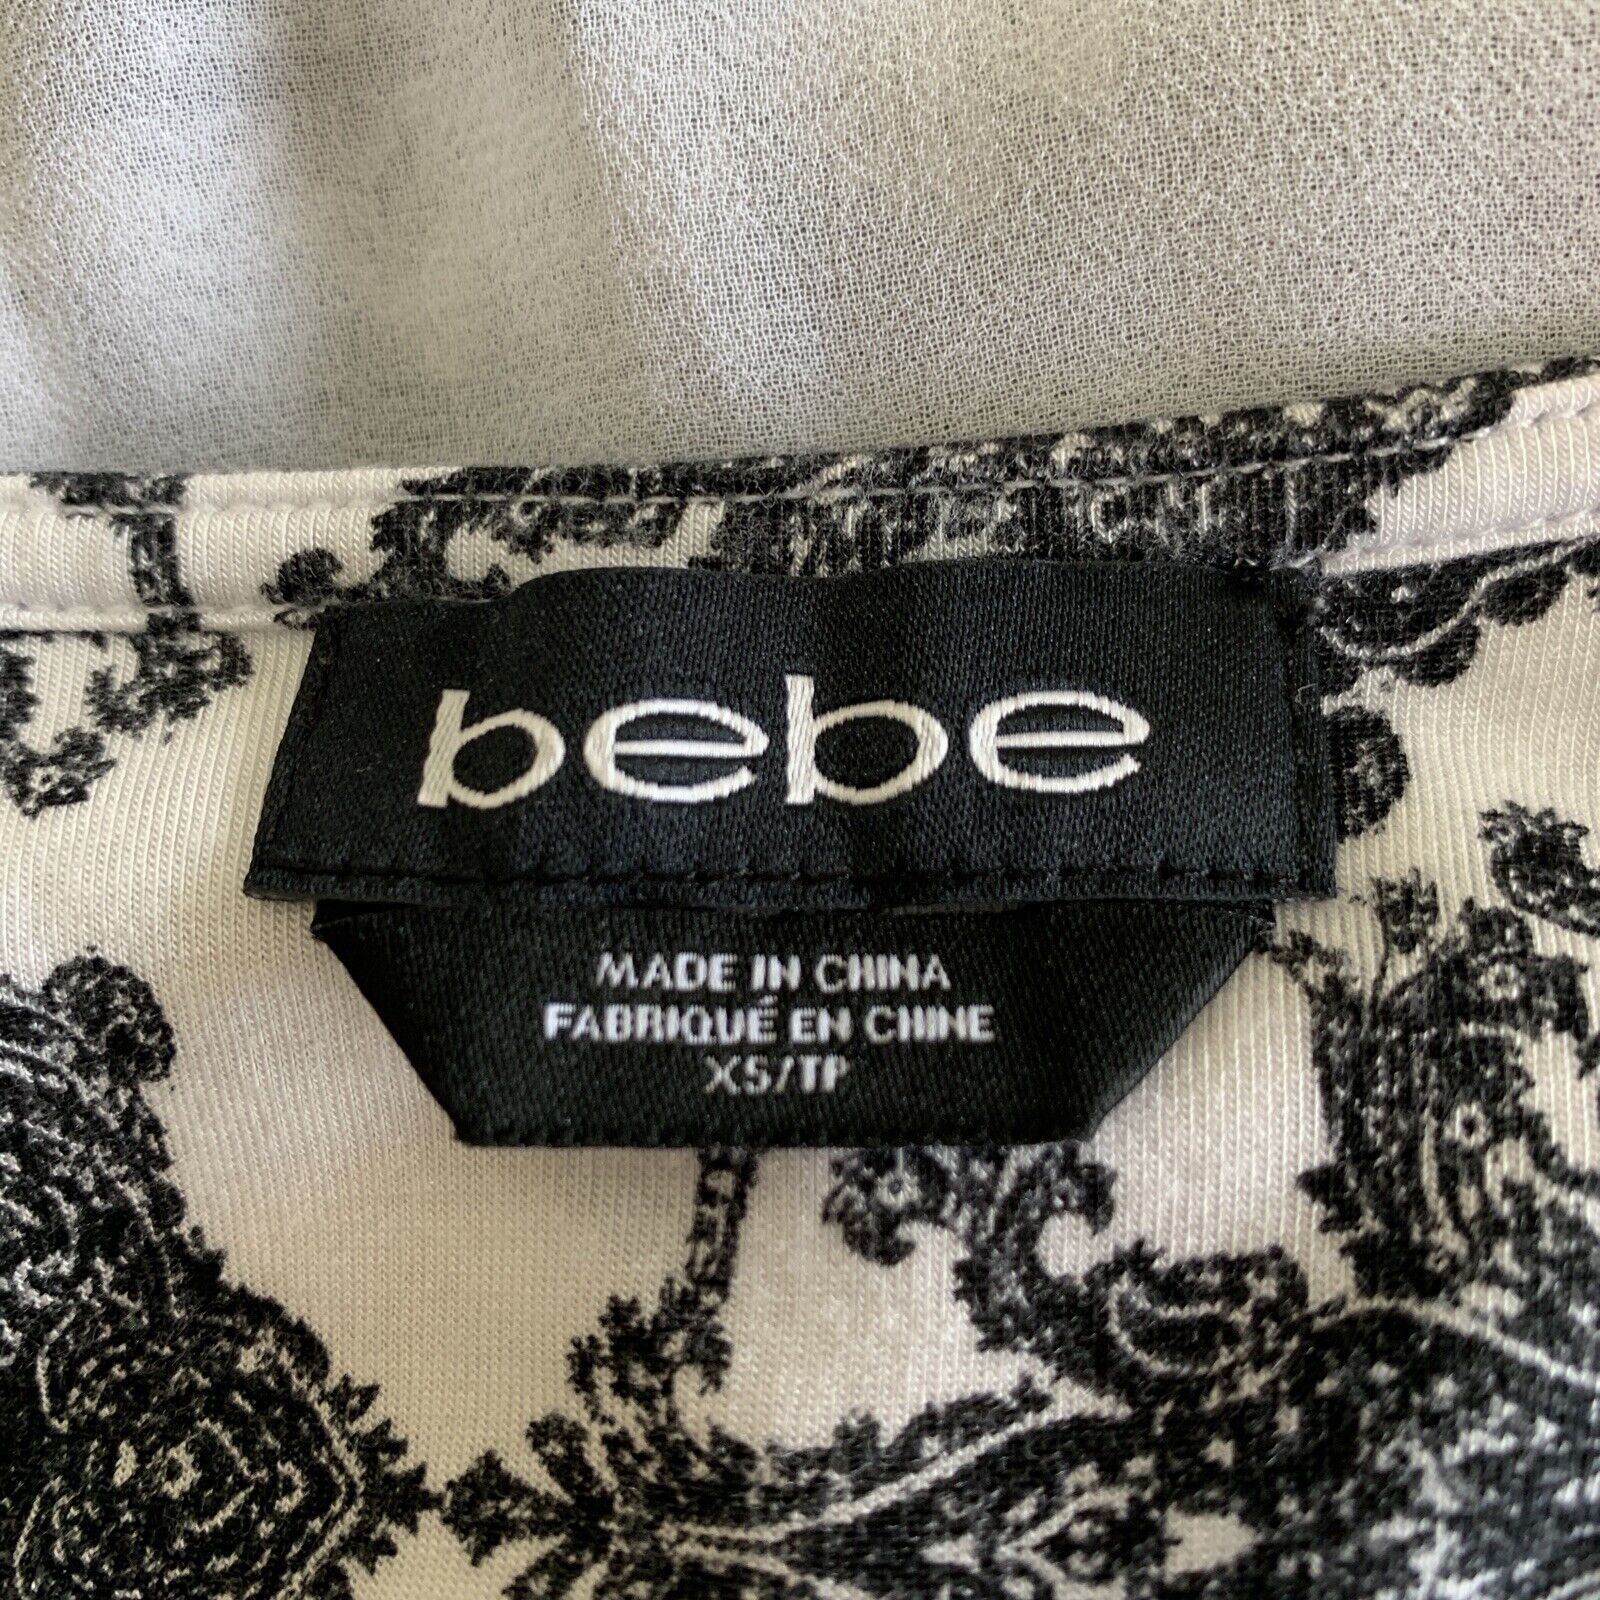 bebe
MADE IN CHINA
FABRIQUÉ EN CHINE
XS/TP